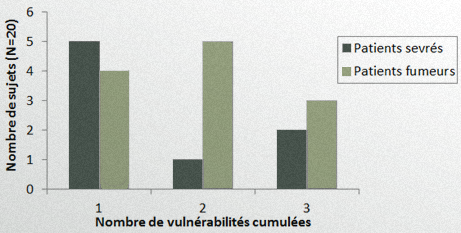 Nombre de sujets (N=20)
6
5
4
3
2
1
0
1 2 3
Nombre de vulnérabilités cumulées
Patients sevrés
Patients fumeurs